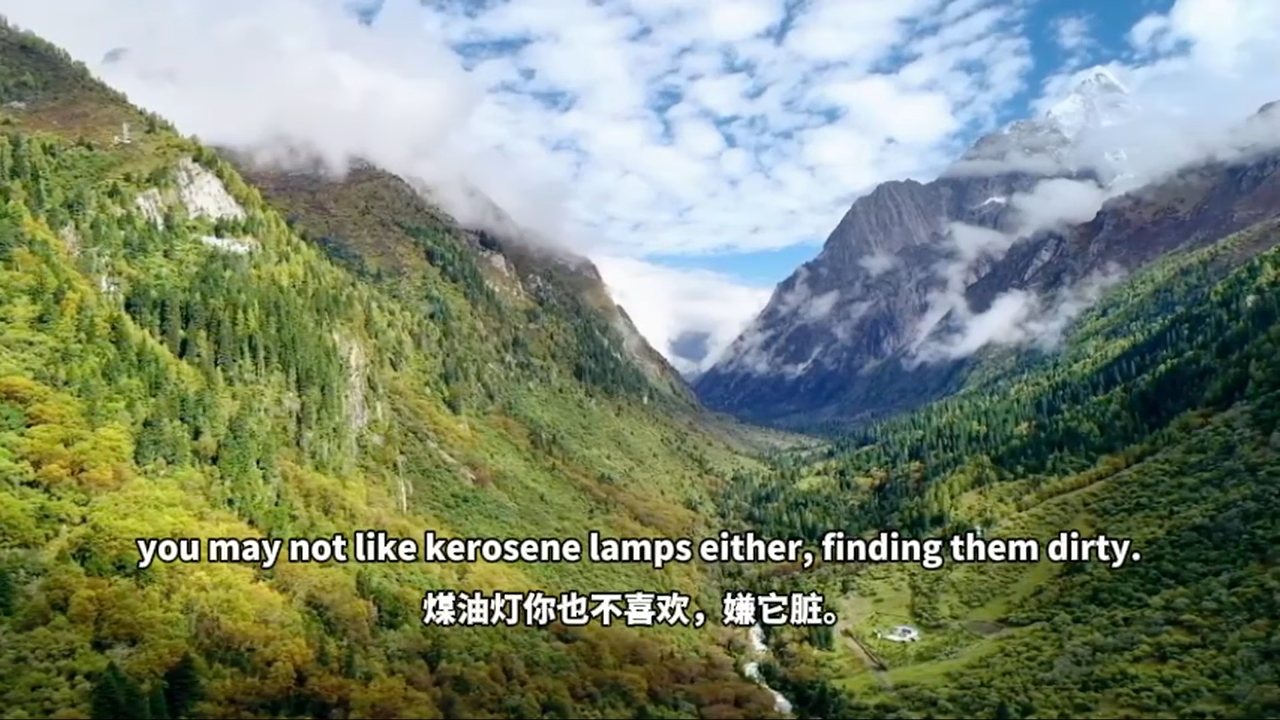 you may not like kerosene lamps either, finding them dirty.
煤油灯你也不喜欢，嫌它脏。